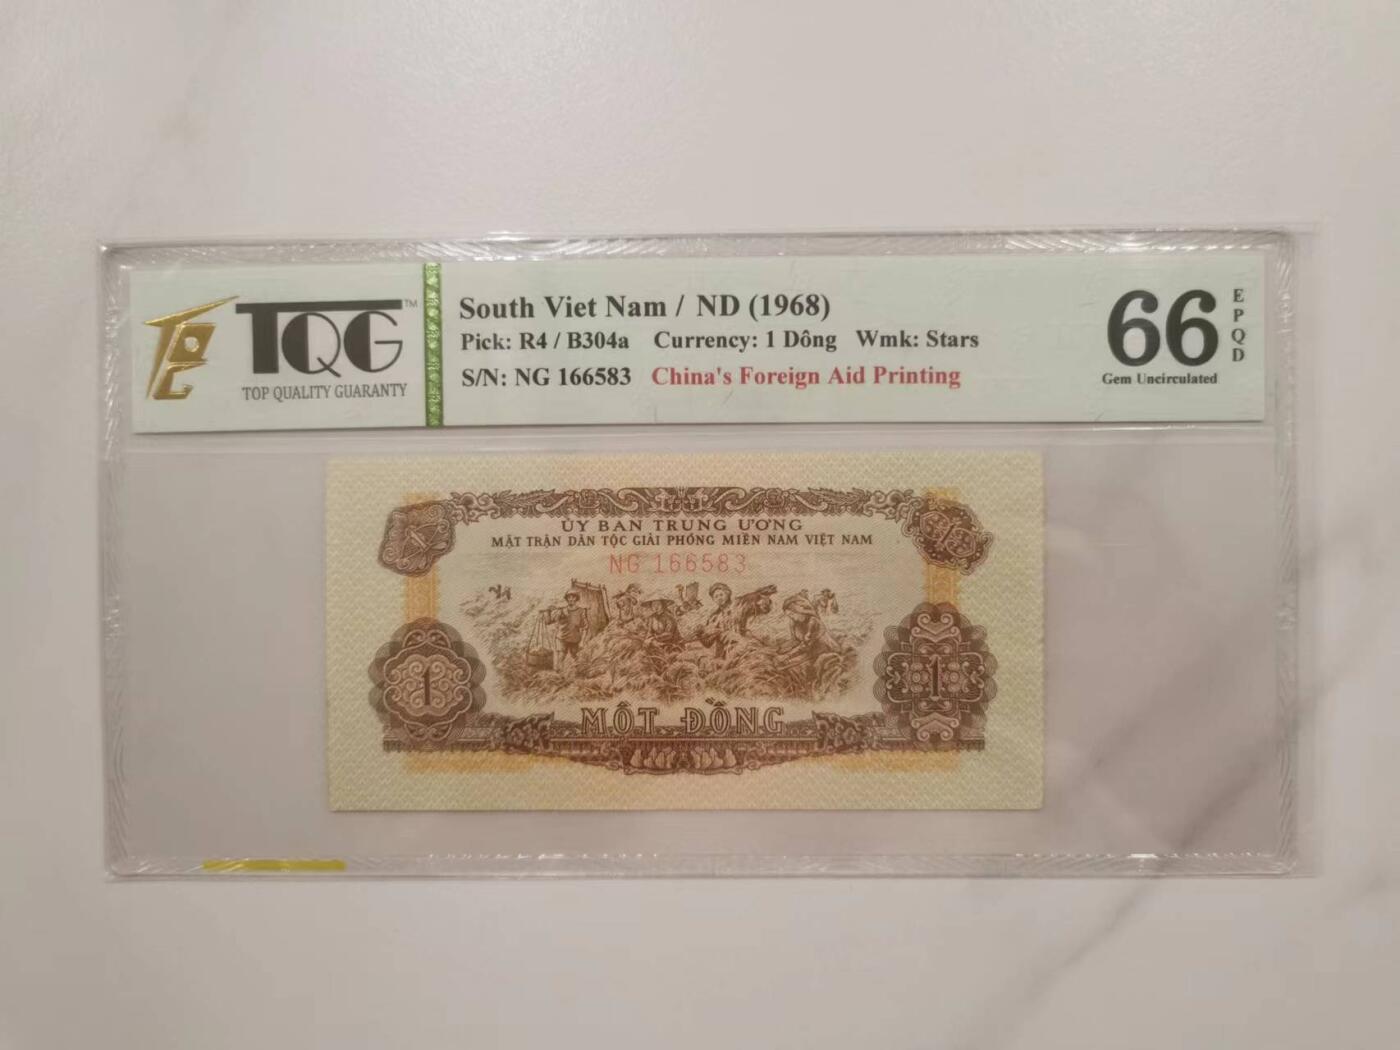 TQG™
TOP QUALITY GUARANTY
South Viet Nam / ND (1968)
Pick: R4 / B304a Currency: 1 Dông Wmk: Stars
S/N: NG 166583 China's Foreign Aid Printing
66
EPQD
Gem Uncirculated
ỦY BAN TRUNG ƯƠNG
MẶT TRẬN DÂN TỘC GIẢI PHÓNG MIỀN NAM VIỆT NAM
NG 166583
1
1
1
MỘT ĐỒNG